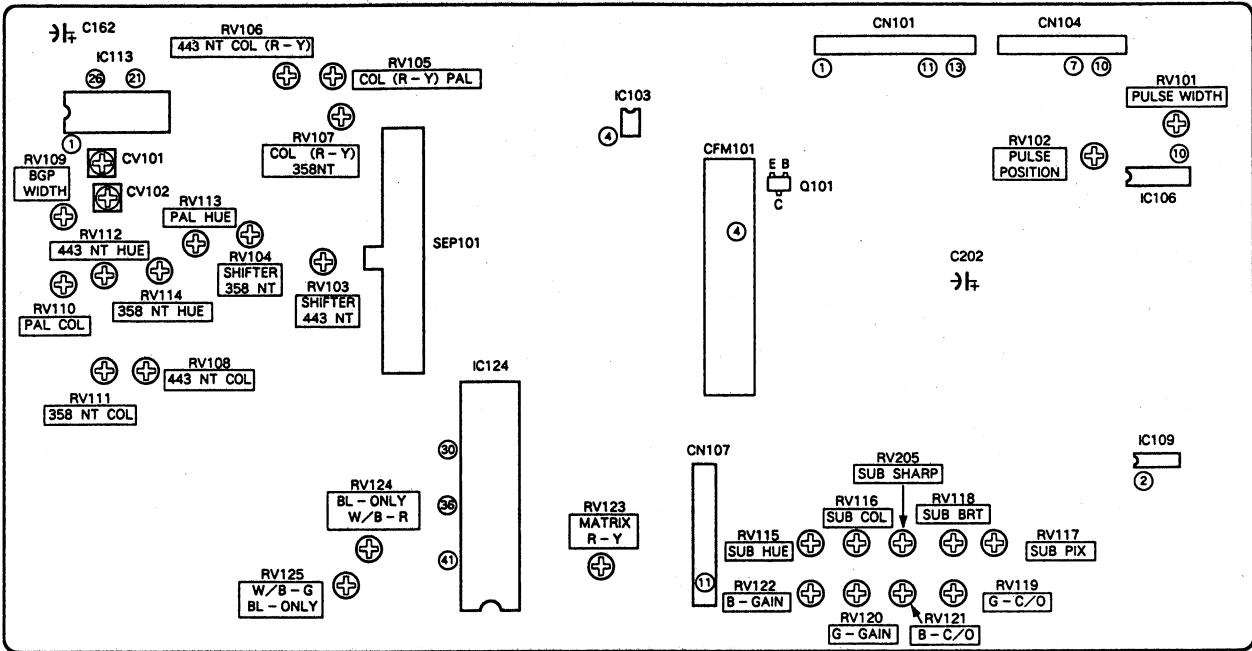 C162
IC113
26
21
1
RV106
443 NT COL (R-Y)
RV105
COL (R-Y) PAL
RV107
COL (R-Y)
358NT
CV101
CV102
RV109
BGP
WIDTH
RV113
PAL HUE
RV112
443 NT HUE
RV104
SHIFTER
358 NT
RV103
SHIFTER
443 NT
RV114
358 NT HUE
RV110
PAL COL
RV108
443 NT COL
RV111
358 NT COL
SEP101
IC124
30
36
41
RV124
BL-ONLY
W/B-R
RV125
W/B-G
BL-ONLY
IC103
4
RV123
MATRIX
R-Y
CFM101
4
E B
Q101
C
CN101
1
11
13
CN104
7
10
RV101
PULSE WIDTH
RV102
PULSE
POSITION
10
IC106
C202
IC109
2
CN107
11
RV205
SUB SHARP
RV116
SUB COL
RV118
SUB BRT
RV115
SUB HUE
RV117
SUB PIX
RV122
B-GAIN
RV119
G-C/O
RV120
G-GAIN
RV121
B-C/O